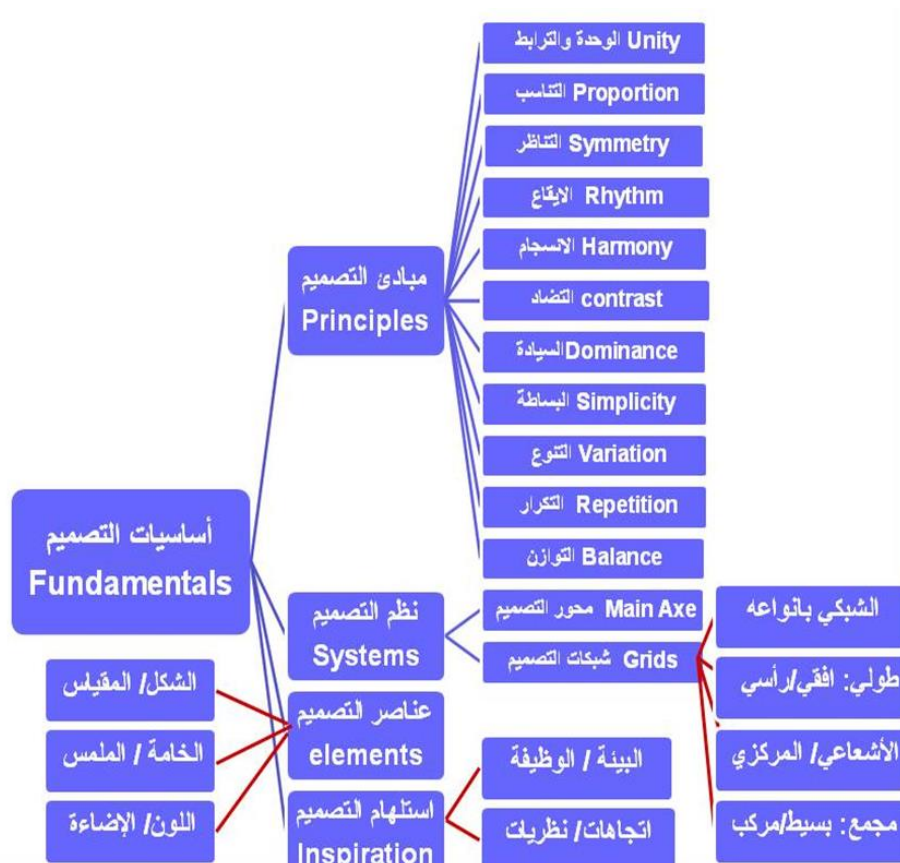 أساسيات التصميم
Fundamentals
مبادئ التصميم
Principles
الوحدة والترابط Unity
التناسب Proportion
التناظر Symmetry
الايقاع Rhythm
الانسجام Harmony
التضاد contrast
السيادة Dominance
البساطة Simplicity
التنوع Variation
التكرار Repetition
التوازن Balance
نظم التصميم
Systems
محور التصميم Main Axe
شبكات التصميم Grids
الشبكي بانواعه
طولي: افقي/رأسي
الأشعاعي/ المركزي
مجمع: بسيط/مركب
عناصر التصميم
elements
الشكل/ المقياس
الخامة / الملمس
اللون/ الإضاءة
استلهام التصميم
Inspiration
البيئة / الوظيفة
اتجاهات/ نظريات